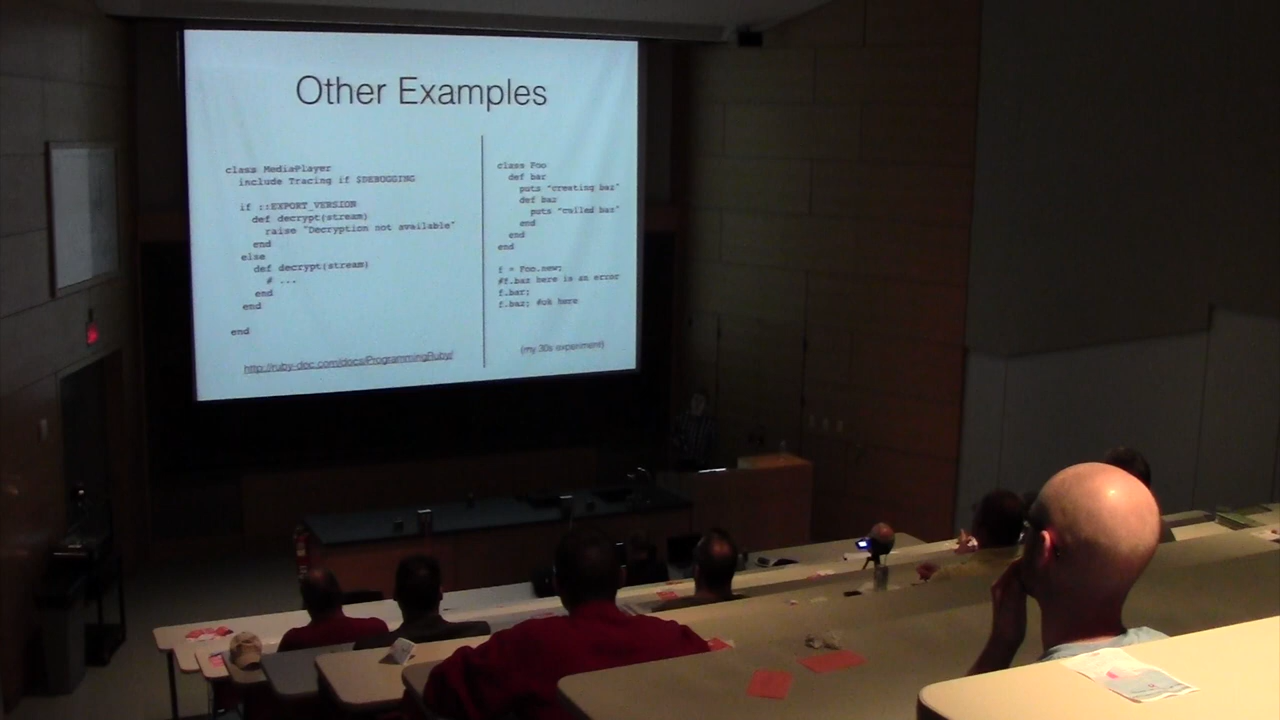 Other Examples
class MediaPlayer
include Tracing if $DEBUGGING
if ::EXPORT_VERSION
def decrypt(stream)
raise "Decryption not available"
end
else
def decrypt(stream)
# ...
end
end
end
http://ruby-doc.com/docs/ProgrammingRuby/
class Foo
def bar
puts "creating baz"
def baz
puts "called baz"
end
end
end
f = Foo.new;
#f.baz here is an error
f.bar;
f.baz; #ok here
(my 30s experiment)